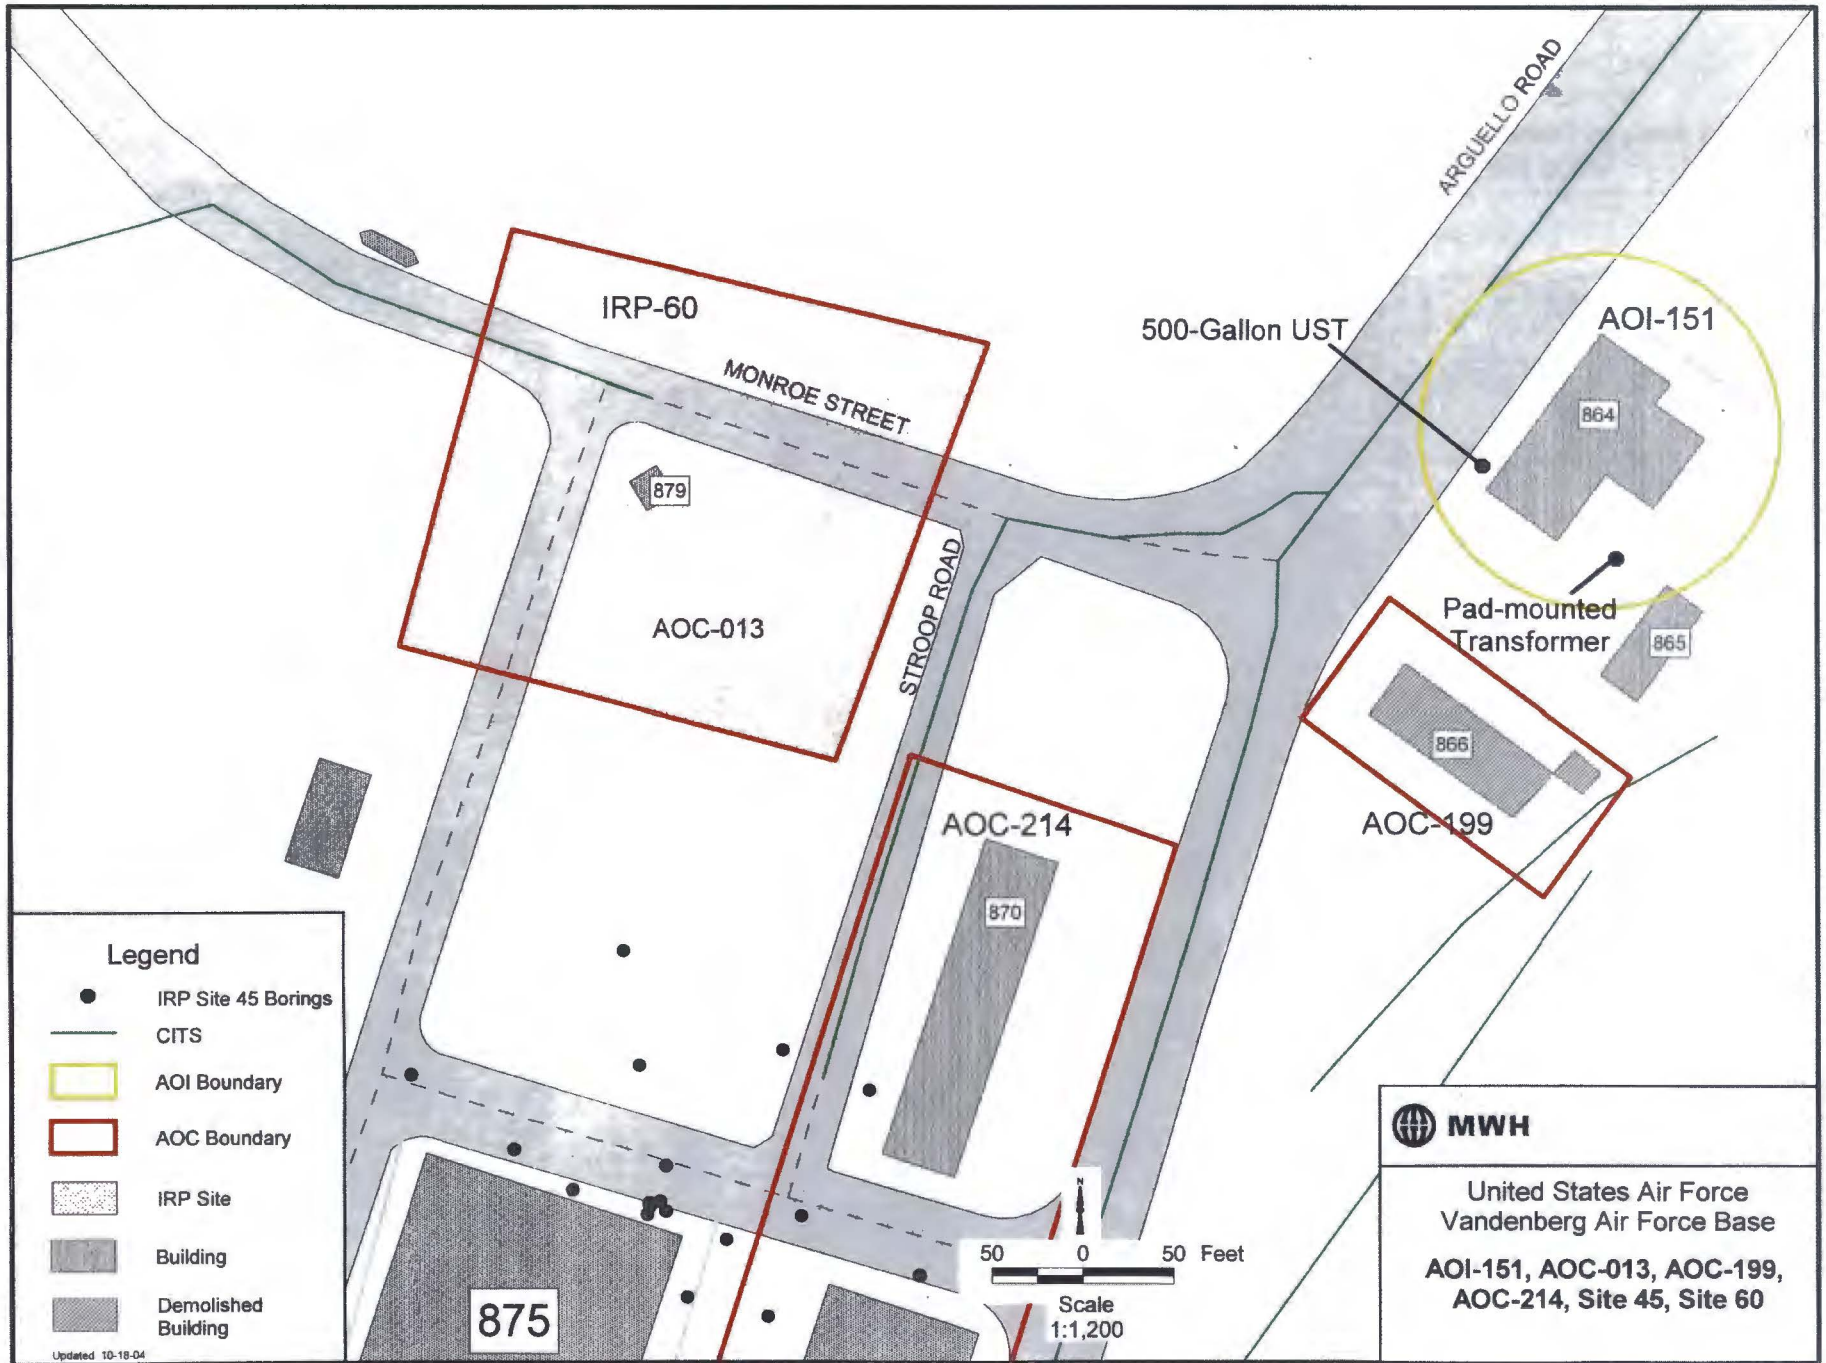 ARGUELLO ROAD
IRP-60
500-Gallon UST
AOI-151
MONROE STREET
864
879
STROOP ROAD
AOC-013
Pad-mounted
Transformer
865
866
AOC-199
AOC-214
870
Legend
IRP Site 45 Borings
CITS
AOI Boundary
AOC Boundary
IRP Site
Building
Demolished
Building
Updated 10-18-04
875
N
50 0 50 Feet
Scale
1:1,200
MWH
United States Air Force
Vandenberg Air Force Base
AOI-151, AOC-013, AOC-199,
AOC-214, Site 45, Site 60